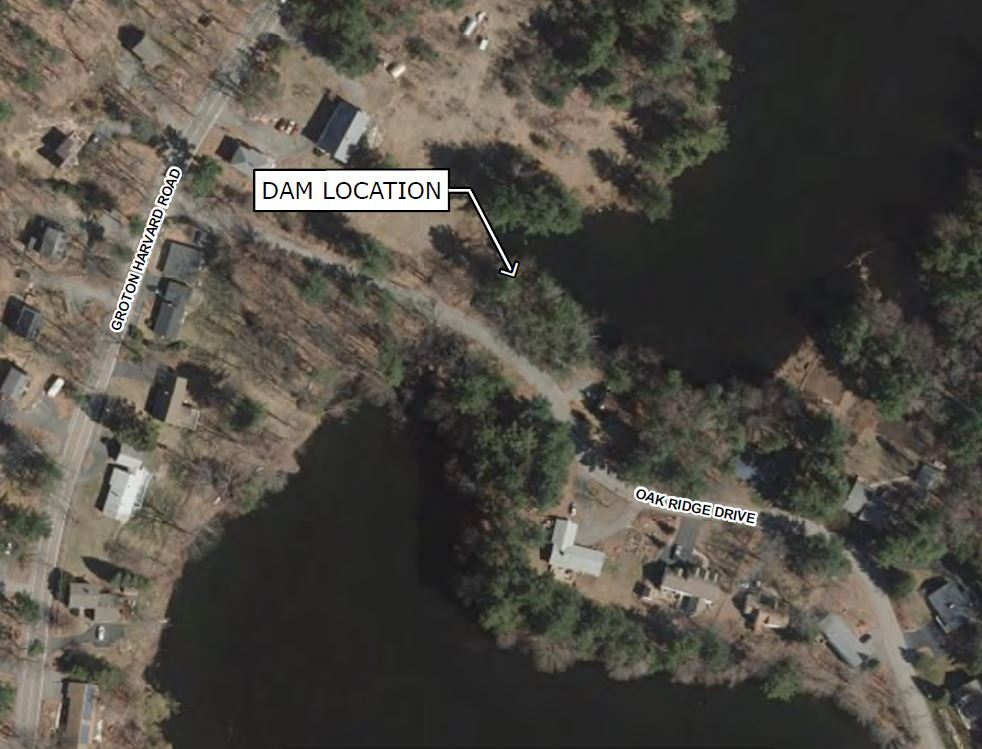 DAM LOCATION
GROTON HARVARD ROAD
OAK RIDGE DRIVE